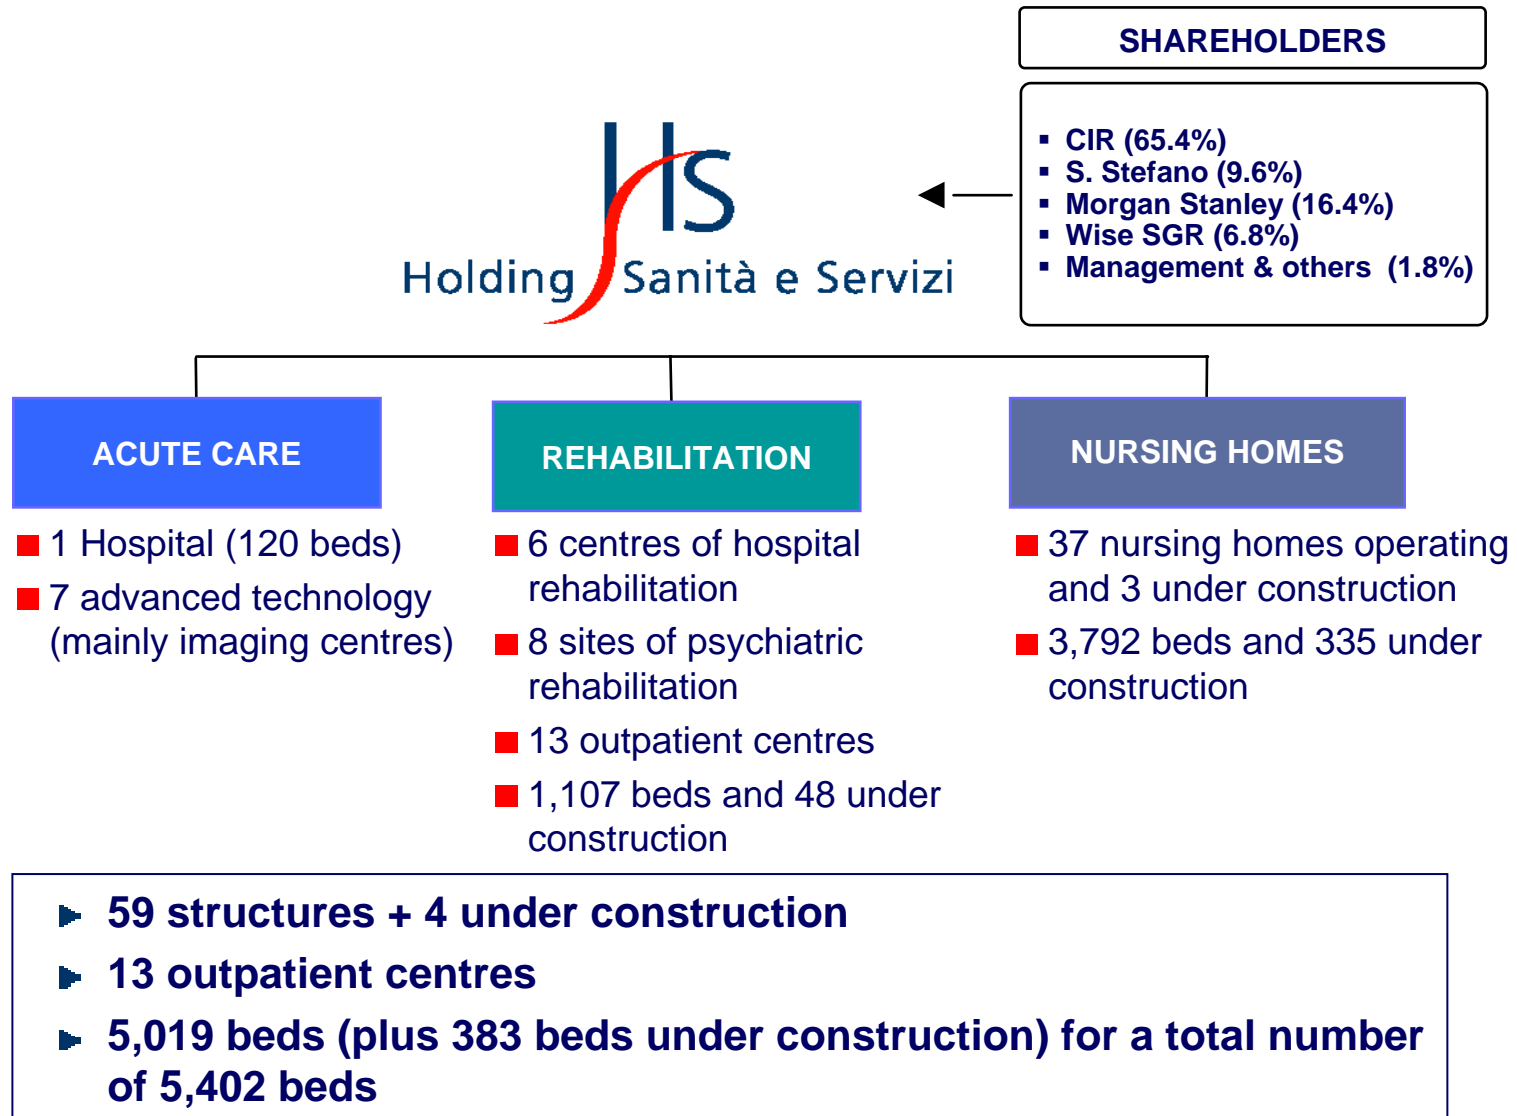 SHAREHOLDERS
▪ CIR (65.4%)
▪ S. Stefano (9.6%)
▪ Morgan Stanley (16.4%)
▪ Wise SGR (6.8%)
▪ Management & others (1.8%)
Hs
Holding Sanità e Servizi
ACUTE CARE
■ 1 Hospital (120 beds)
■ 7 advanced technology
(mainly imaging centres)
REHABILITATION
■ 6 centres of hospital
rehabilitation
■ 8 sites of psychiatric
rehabilitation
■ 13 outpatient centres
■ 1,107 beds and 48 under
construction
NURSING HOMES
■ 37 nursing homes operating
and 3 under construction
■ 3,792 beds and 335 under
construction
► 59 structures + 4 under construction
► 13 outpatient centres
► 5,019 beds (plus 383 beds under construction) for a total number
of 5,402 beds